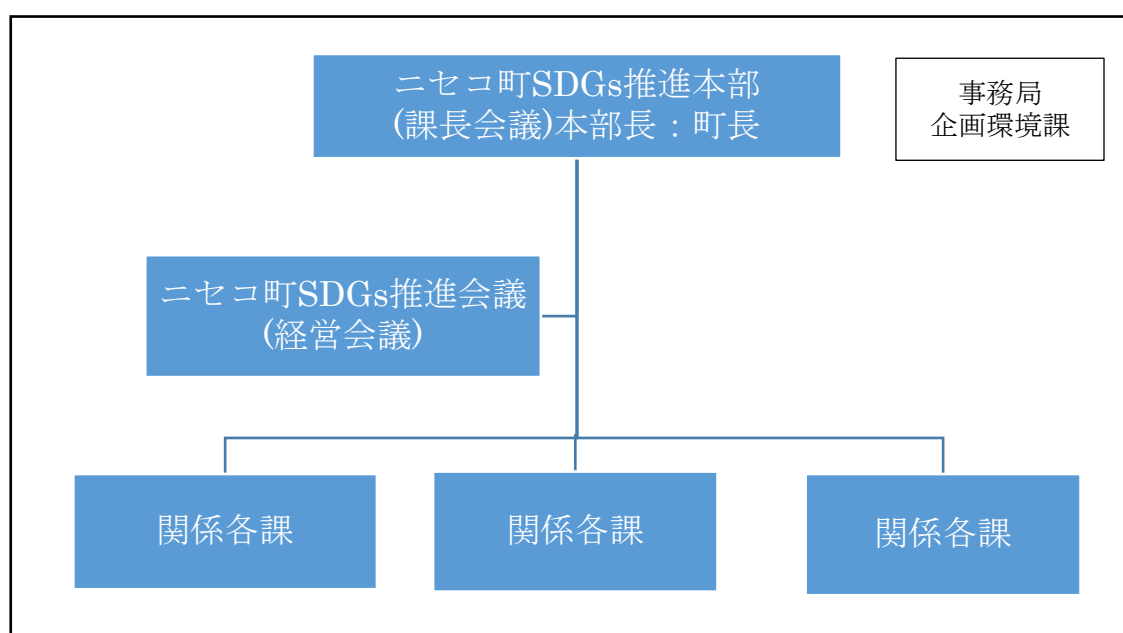 ニセコ町SDGs推進本部
(課長会議)本部長：町長
事務局
企画環境課
ニセコ町SDGs推進会議
(経営会議)
関係各課
関係各課
関係各課